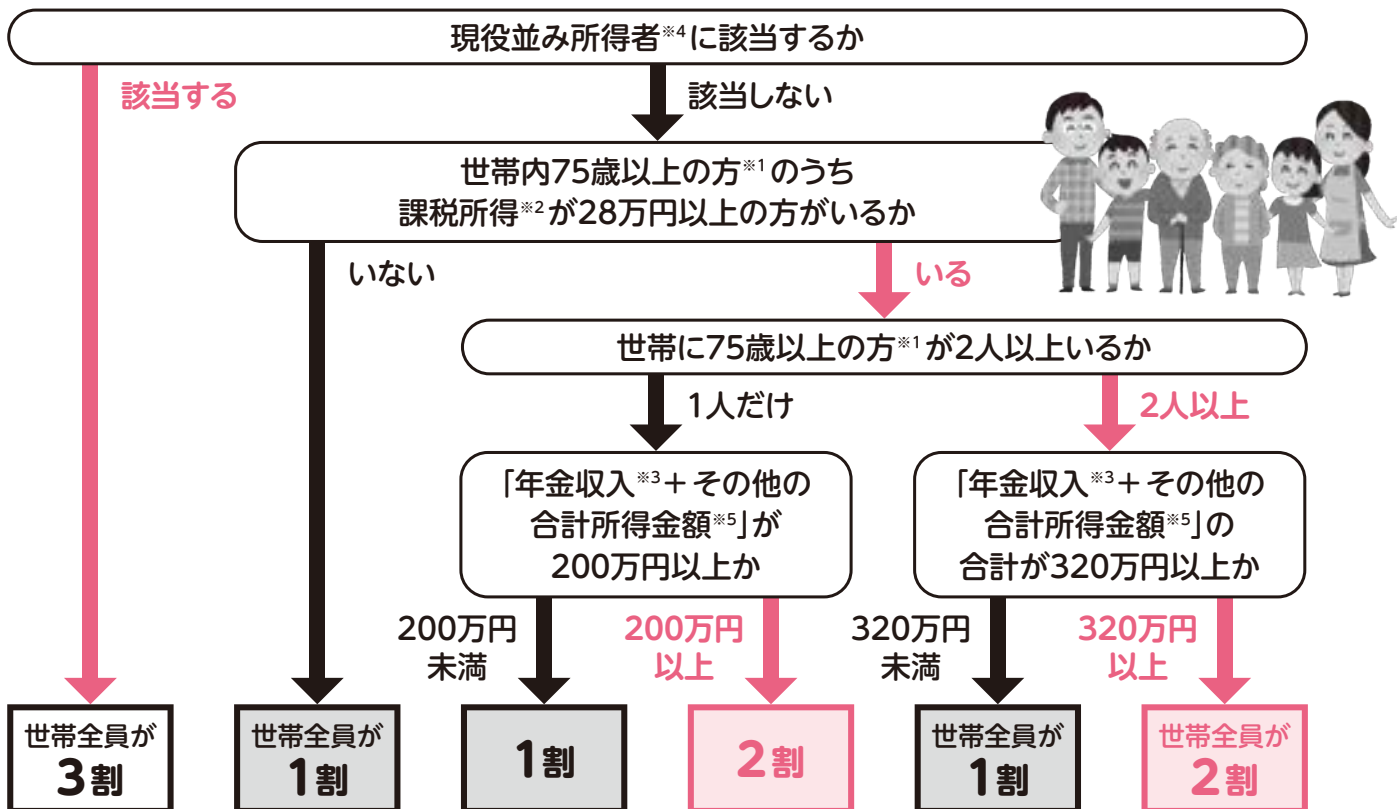 現役並み所得者※4に該当するか
該当する
該当しない
世帯内75歳以上の方※1のうち
課税所得※2が28万円以上の方がいるか
いない
いる
世帯に75歳以上の方※1が2人以上いるか
1人だけ
2人以上
「年金収入※3＋その他の
合計所得金額※5」が
200万円以上か
「年金収入※3＋その他の
合計所得金額※5」の
合計が320万円以上か
200万円
未満
200万円
以上
320万円
未満
320万円
以上
世帯全員が
3割
世帯全員が
1割
1割
2割
世帯全員が
1割
世帯全員が
2割